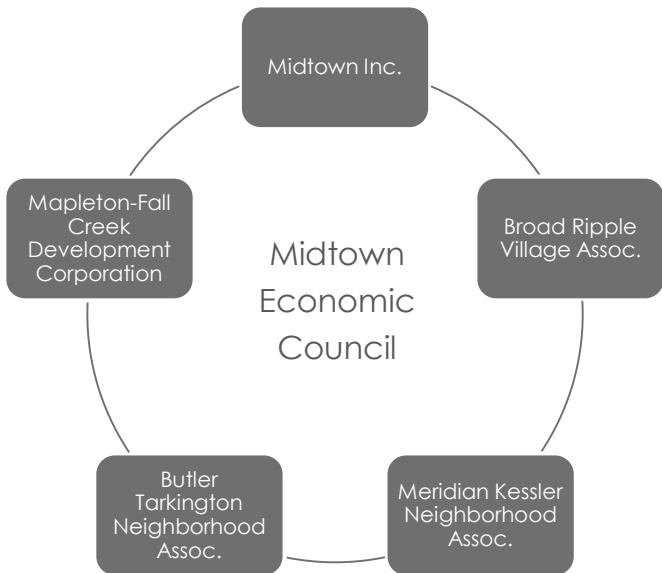 Midtown Inc.
Broad Ripple
Village Assoc.
Meridian Kessler
Neighborhood
Assoc.
Butler
Tarkington
Neighborhood
Assoc.
Mapleton-Fall
Creek
Development
Corporation
Midtown
Economic
Council